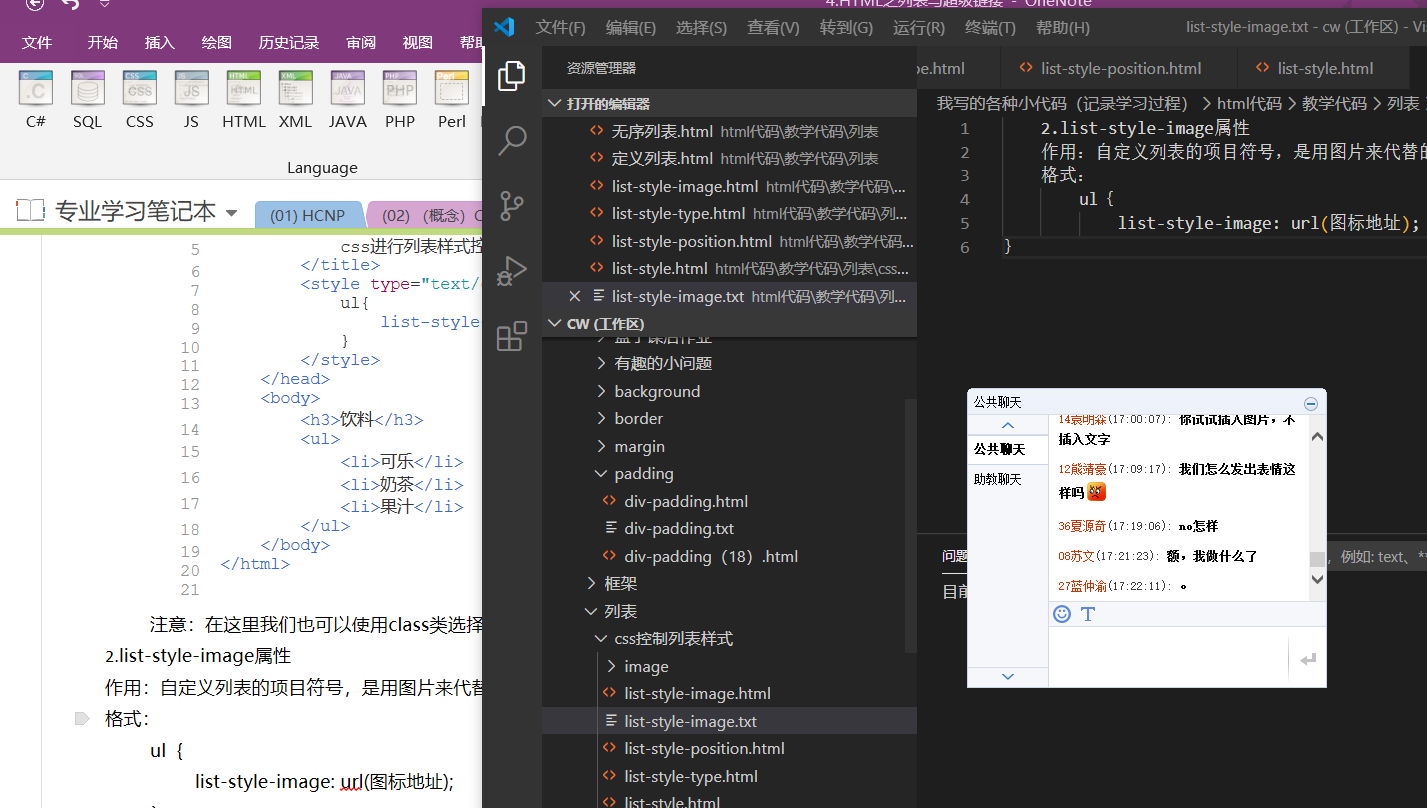 4.HTML之列表与超级链接 - OneNote
文件 开始 插入 绘图 历史记录 审阅 视图 帮助
C# SQL CSS JS HTML XML JAVA PHP Perl
Language
专业学习笔记本 (01) HCNP (02) （概念）C
5 css进行列表样式控
6 </title>
7 <style type="text/
8 ul{
9 list-style
10 }
11 </style>
12 </head>
13 <body>
14 <h3>饮料</h3>
15 <ul>
16 <li>可乐</li>
17 <li>奶茶</li>
18 <li>果汁</li>
19 </ul>
20 </body>
21 </html>
注意：在这里我们也可以使用class类选择
2.list-style-image属性
作用：自定义列表的项目符号，是用图片来代替
格式：
ul {
list-style-image: url(图标地址);
文件(F) 编辑(E) 选择(S) 查看(V) 转到(G) 运行(R) 终端(T) 帮助(H) list-style-image.txt - cw (工作区) - Vi
资源管理器
打开的编辑器
无序列表.html html代码\教学代码\列表
定义列表.html html代码\教学代码\列表
list-style-image.html html代码\教学代码\...
list-style-type.html html代码\教学代码\列...
list-style-position.html html代码\教学代码...
list-style.html html代码\教学代码\列表\css...
list-style-image.txt html代码\教学代码\列...
CW (工作区)
有趣的小问题
background
border
margin
padding
div-padding.html
div-padding.txt
div-padding（18）.html
框架
列表
css控制列表样式
image
list-style-image.html
list-style-image.txt
list-style-position.html
list-style-type.html
list-style.html
pe.html list-style-position.html list-style.html
我写的各种小代码（记录学习过程） > html代码 > 教学代码 > 列表
1 2.list-style-image属性
2 作用：自定义列表的项目符号，是用图片来代替的
3 格式：
4 ul {
5 list-style-image: url(图标地址);
6 }
问题
，例如: text、**
目前
公共聊天
公共聊天
助教聊天
14袁明淼(17:00:07): 你试试插入图片，不
插入文字
12熊靖豪(17:09:17): 我们怎么发出表情这
样吗
36夏源奇(17:19:06): no怎样
08苏文(17:21:23): 额，我做什么了
27蓝仲渝(17:22:11): 。
T